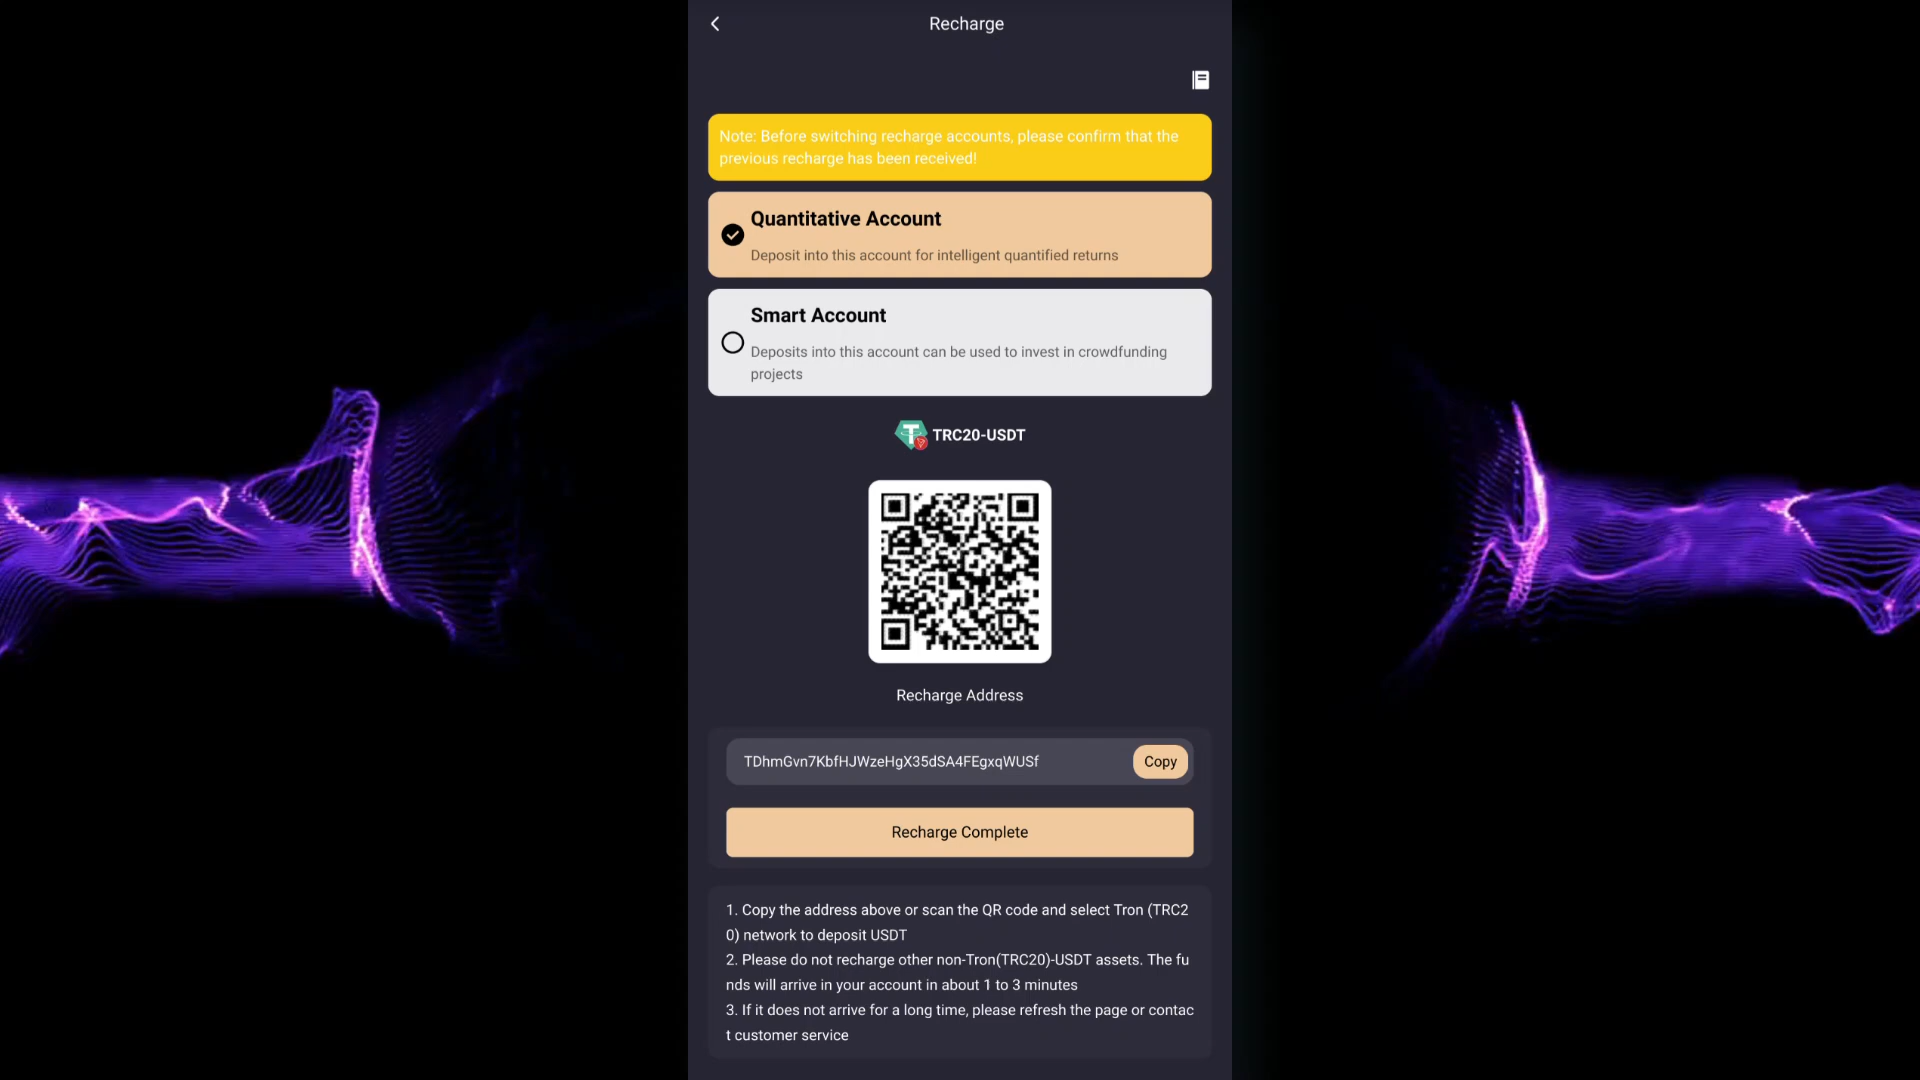 Recharge
Note: Before switching recharge accounts, please confirm that the
previous recharge has been received!
Quantitative Account
Deposit into this account for intelligent quantified returns
Smart Account
Deposits into this account can be used to invest in crowdfunding
projects
TRC20-USDT
Recharge Address
TDhmGvn7KbfHJWzeHgX35dSA4FEgxqWUSf
Copy
Recharge Complete
1. Copy the address above or scan the QR code and select Tron (TRC2
0) network to deposit USDT
2. Please do not recharge other non-Tron(TRC20)-USDT assets. The fu
nds will arrive in your account in about 1 to 3 minutes
3. If it does not arrive for a long time, please refresh the page or contac
t customer service